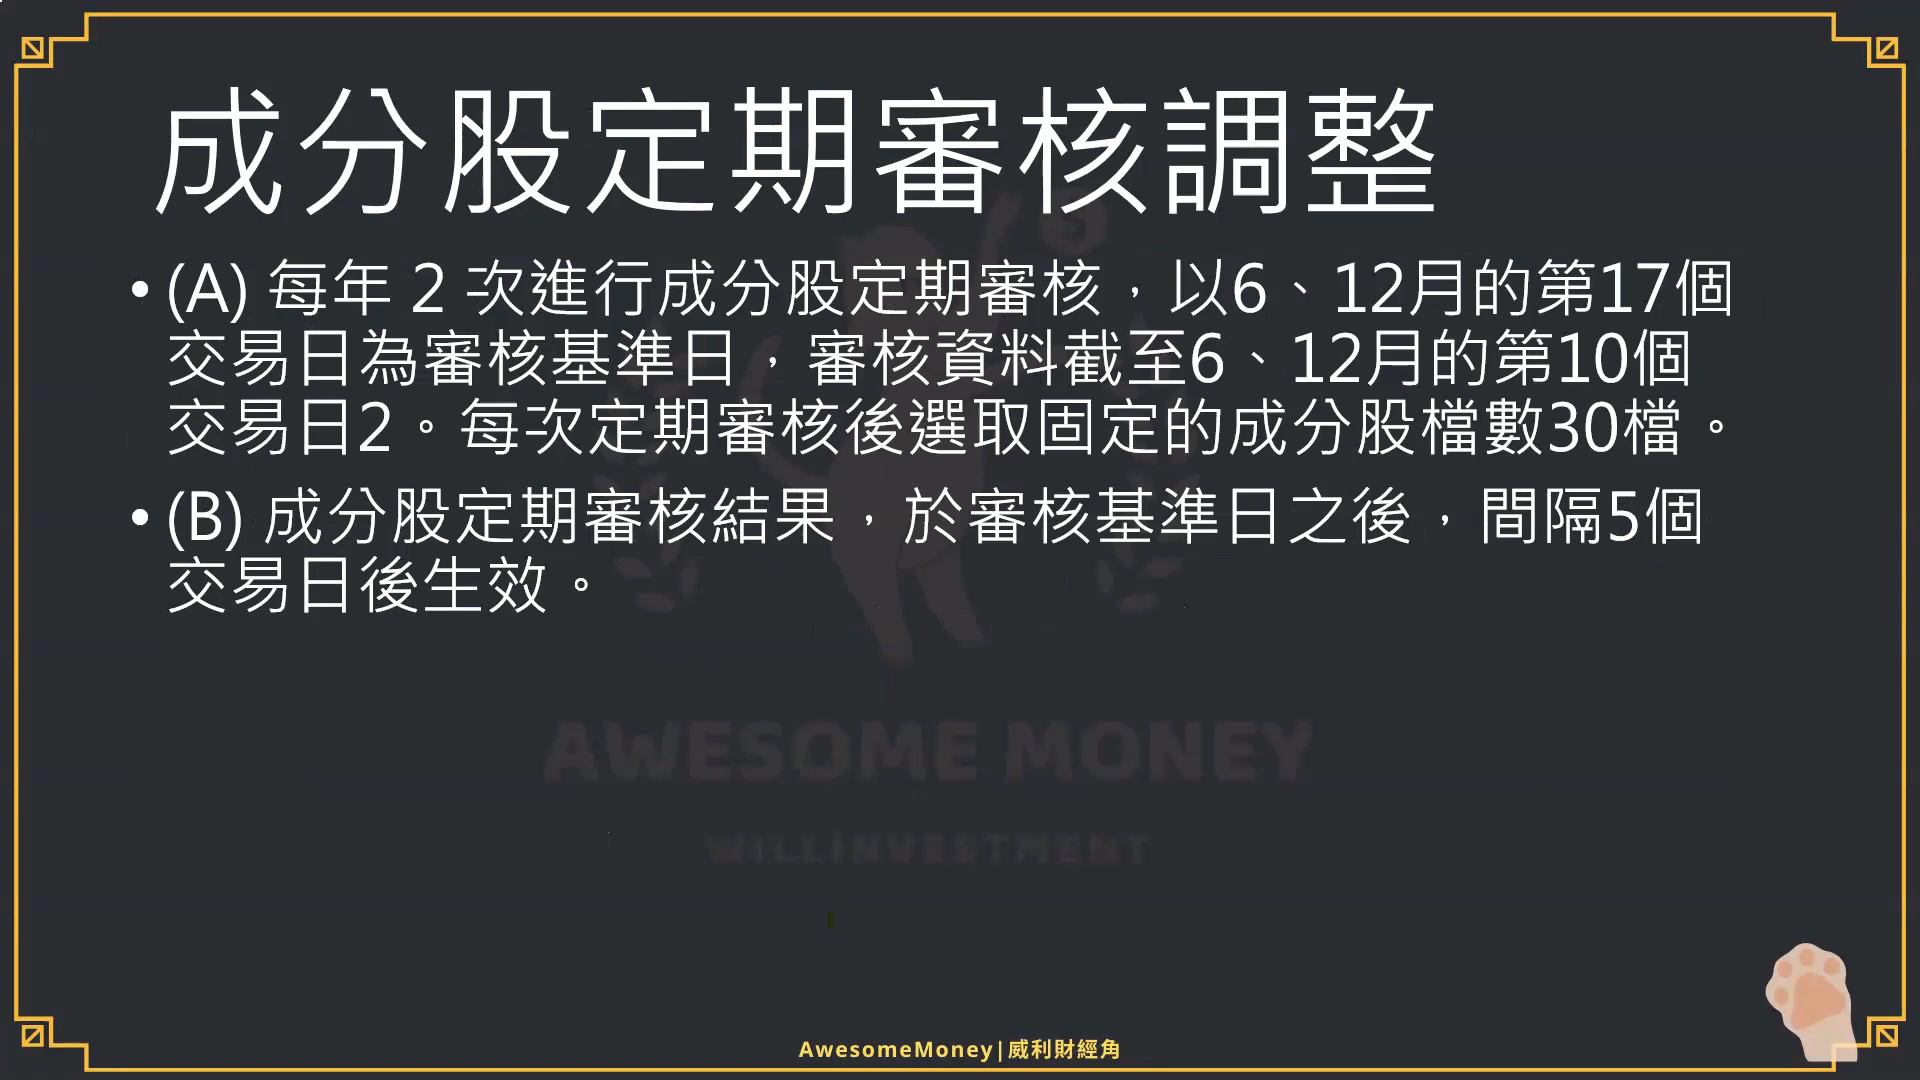 成分股定期審核調整
• (A) 每年 2 次進行成分股定期審核，以6、12月的第17個
交易日為審核基準日，審核資料截至6、12月的第10個
交易日2。每次定期審核後選取固定的成分股檔數30檔。
• (B) 成分股定期審核結果，於審核基準日之後，間隔5個
交易日後生效。
AWESOME MONEY
WILLINVESTMENT
AwesomeMoney|威利財經角